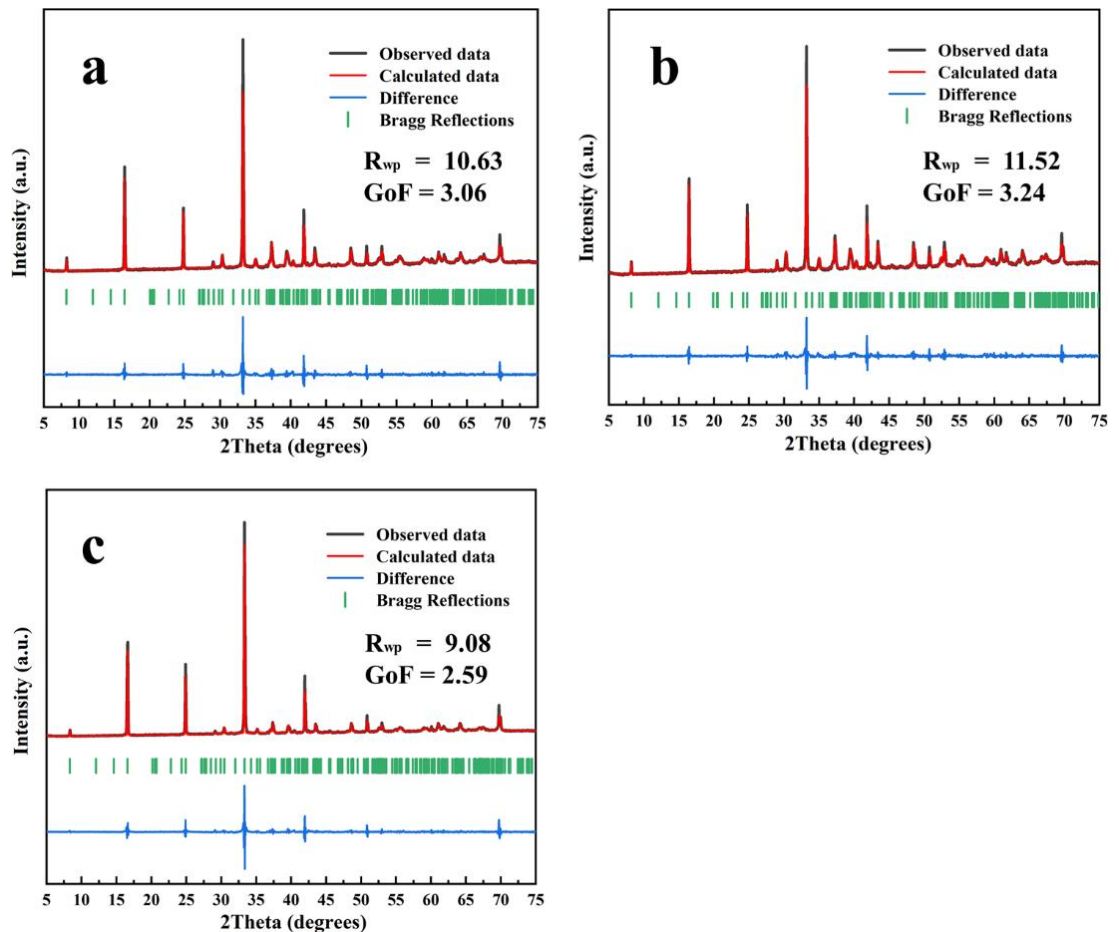 a
Observed data
Calculated data
Difference
Bragg Reflections
Rwp = 10.63
GoF = 3.06
Intensity (a.u.)
5 10 15 20 25 30 35 40 45 50 55 60 65 70 75
2Theta (degrees)
b
Observed data
Calculated data
Difference
Bragg Reflections
Rwp = 11.52
GoF = 3.24
Intensity (a.u.)
5 10 15 20 25 30 35 40 45 50 55 60 65 70 75
2Theta (degrees)
c
Observed data
Calculated data
Difference
Bragg Reflections
Rwp = 9.08
GoF = 2.59
Intensity (a.u.)
5 10 15 20 25 30 35 40 45 50 55 60 65 70 75
2Theta (degrees)